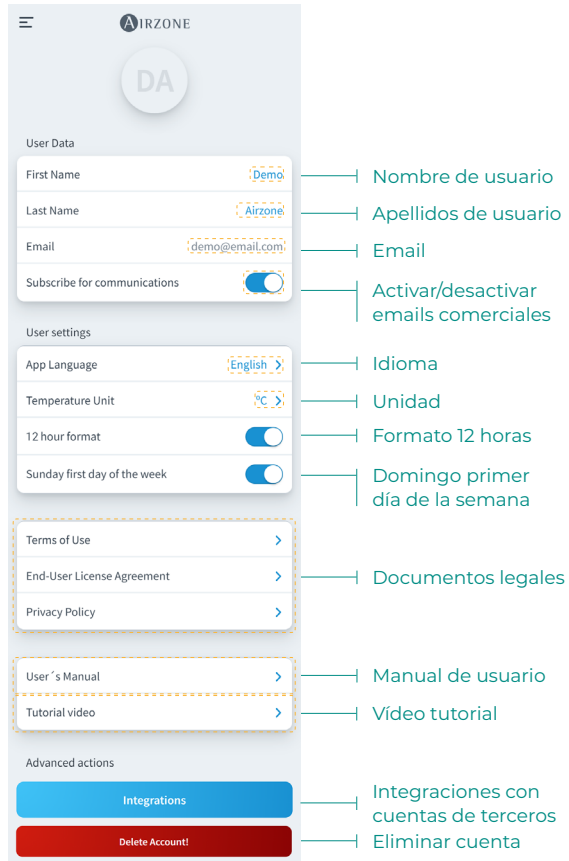 AIRZONE
DA
User Data
First Name Demo Nombre de usuario
Last Name Airzone Apellidos de usuario
Email demo@email.com Email
Subscribe for communications Activar/desactivar
emails comerciales
User settings
App Language English Idioma
Temperature Unit ºC Unidad
12 hour format Formato 12 horas
Sunday first day of the week Domingo primer
día de la semana
Terms of Use
End-User License Agreement Documentos legales
Privacy Policy
User´s Manual Manual de usuario
Tutorial video Vídeo tutorial
Advanced actions
Integrations Integraciones con
cuentas de terceros
Delete Account! Eliminar cuenta